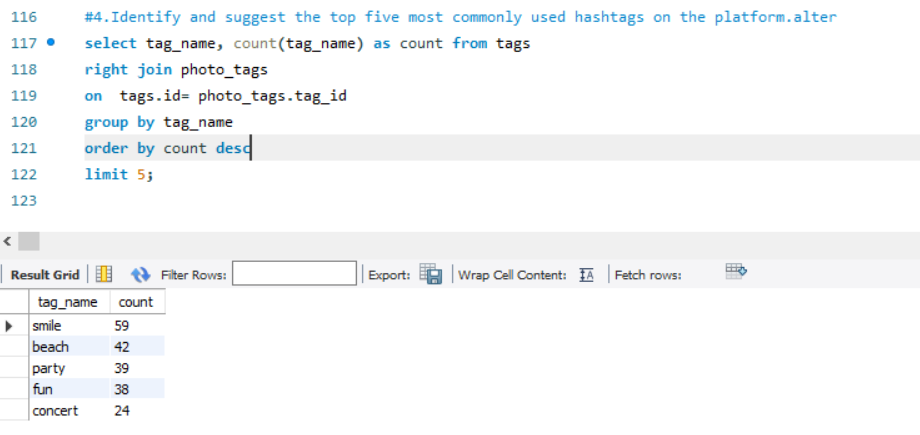 116 #4.Identify and suggest the top five most commonly used hashtags on the platform.alter
117 select tag_name, count(tag_name) as count from tags
118 right join photo_tags
119 on  tags.id= photo_tags.tag_id
120 group by tag_name
121 order by count desc
122 limit 5;
123
Result Grid Filter Rows: Export: Wrap Cell Content: IA Fetch rows:
tag_name count
smile 59
beach 42
party 39
fun 38
concert 24